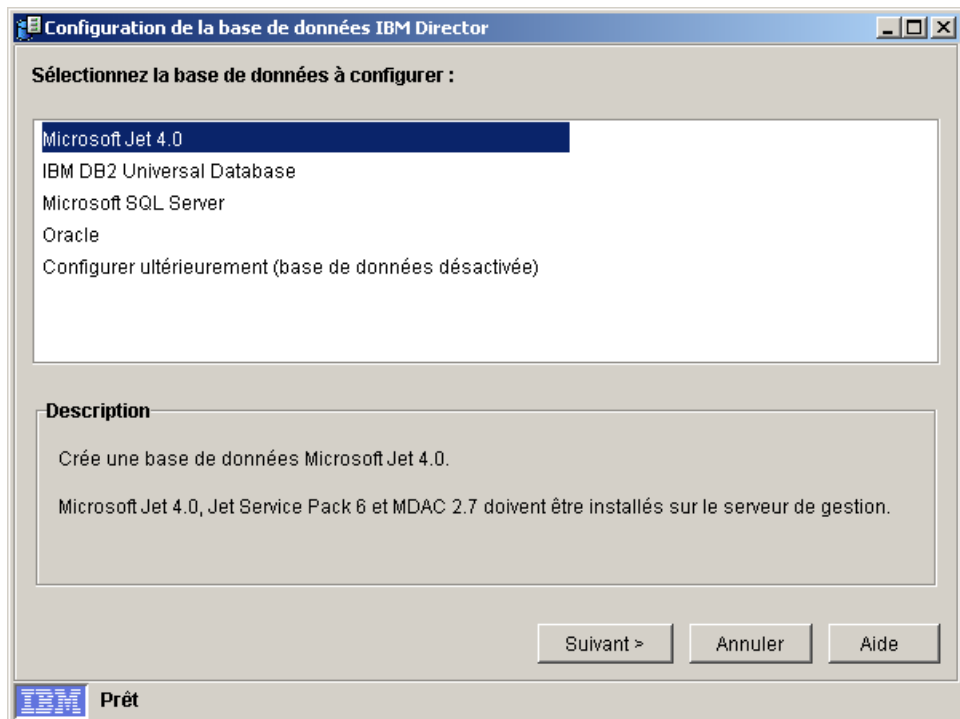 Configuration de la base de données IBM Director
Sélectionnez la base de données à configurer :
Microsoft Jet 4.0
IBM DB2 Universal Database
Microsoft SQL Server
Oracle
Configurer ultérieurement (base de données désactivée)
Description
Crée une base de données Microsoft Jet 4.0.
Microsoft Jet 4.0, Jet Service Pack 6 et MDAC 2.7 doivent être installés sur le serveur de gestion.
Suivant > Annuler Aide
IBM Prêt